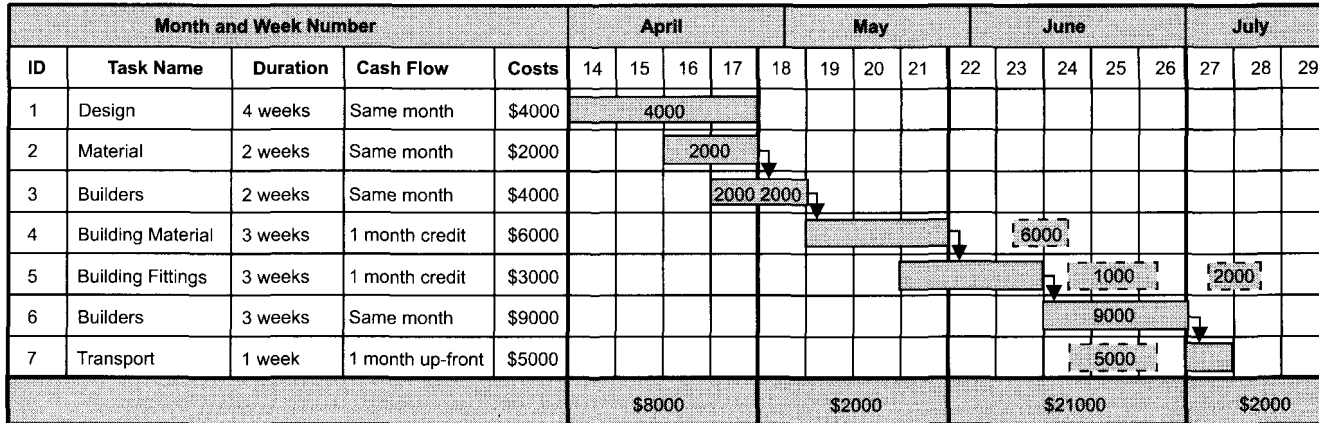 Month and Week Number April May June July
ID Task Name Duration Cash Flow Costs 14 15 16 17 18 19 20 21 22 23 24 25 26 27 28 29
1 Design 4 weeks Same month $4000 4000
2 Material 2 weeks Same month $2000 2000
3 Builders 2 weeks Same month $4000 2000 2000
4 Building Material 3 weeks 1 month credit $6000 6000
5 Building Fittings 3 weeks 1 month credit $3000 1000 2000
6 Builders 3 weeks Same month $9000 9000
7 Transport 1 week 1 month up-front $5000 5000
$8000 $2000 $21000 $2000